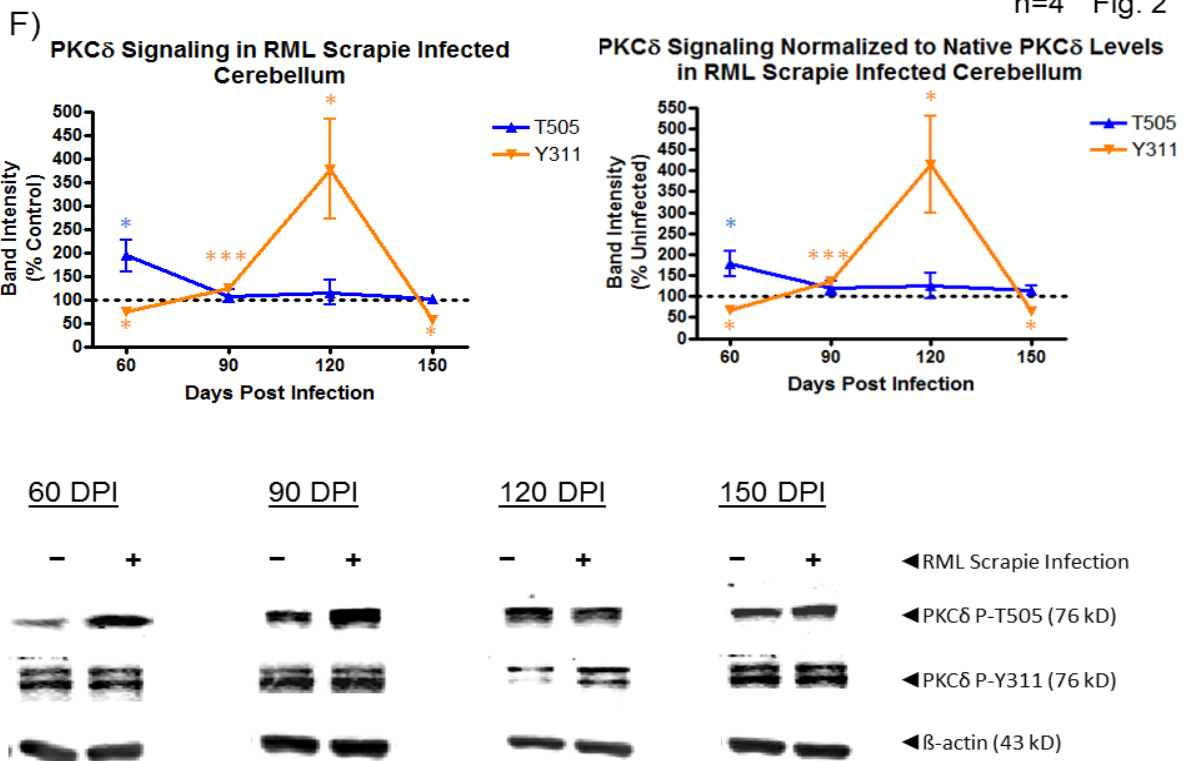 n=4 Fig. 2
F)
PKCδ Signaling in RML Scrapie Infected
Cerebellum
500
450
400
350
300
250
200
150
100
50
0
Band Intensity
(% Control)
*
***
*
*
*
60 90 120 150
Days Post Infection
T505
Y311
PKCδ Signaling Normalized to Native PKCδ Levels
in RML Scrapie Infected Cerebellum
550
500
450
400
350
300
250
200
150
100
50
0
Band Intensity
(% Uninfected)
*
***
*
*
*
60 90 120 150
Days Post Infection
T505
Y311
60 DPI 90 DPI 120 DPI 150 DPI
− + − + − + − + ◄RML Scrapie Infection
◄PKCδ P-T505 (76 kD)
◄PKCδ P-Y311 (76 kD)
◄ß-actin (43 kD)